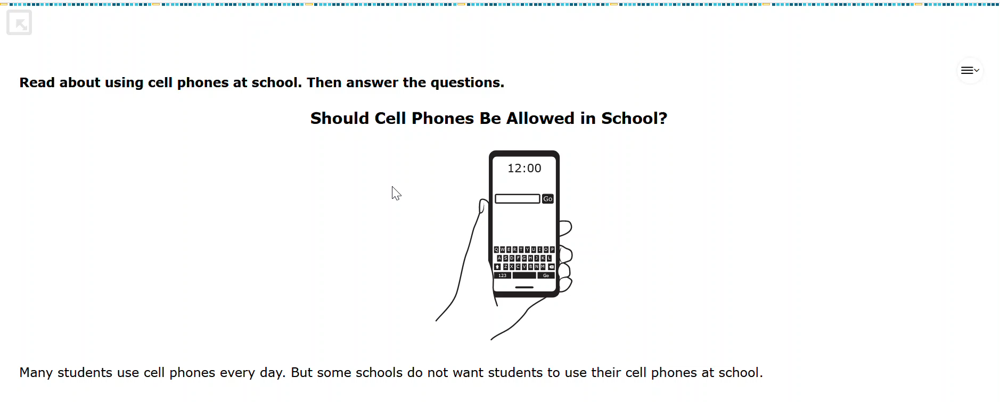 Read about using cell phones at school. Then answer the questions.
Should Cell Phones Be Allowed in School?
12:00
Go
Q W E R T Y U I O P
A S D F G H J K L
Z X C V B N M
123 Go
Many students use cell phones every day. But some schools do not want students to use their cell phones at school.